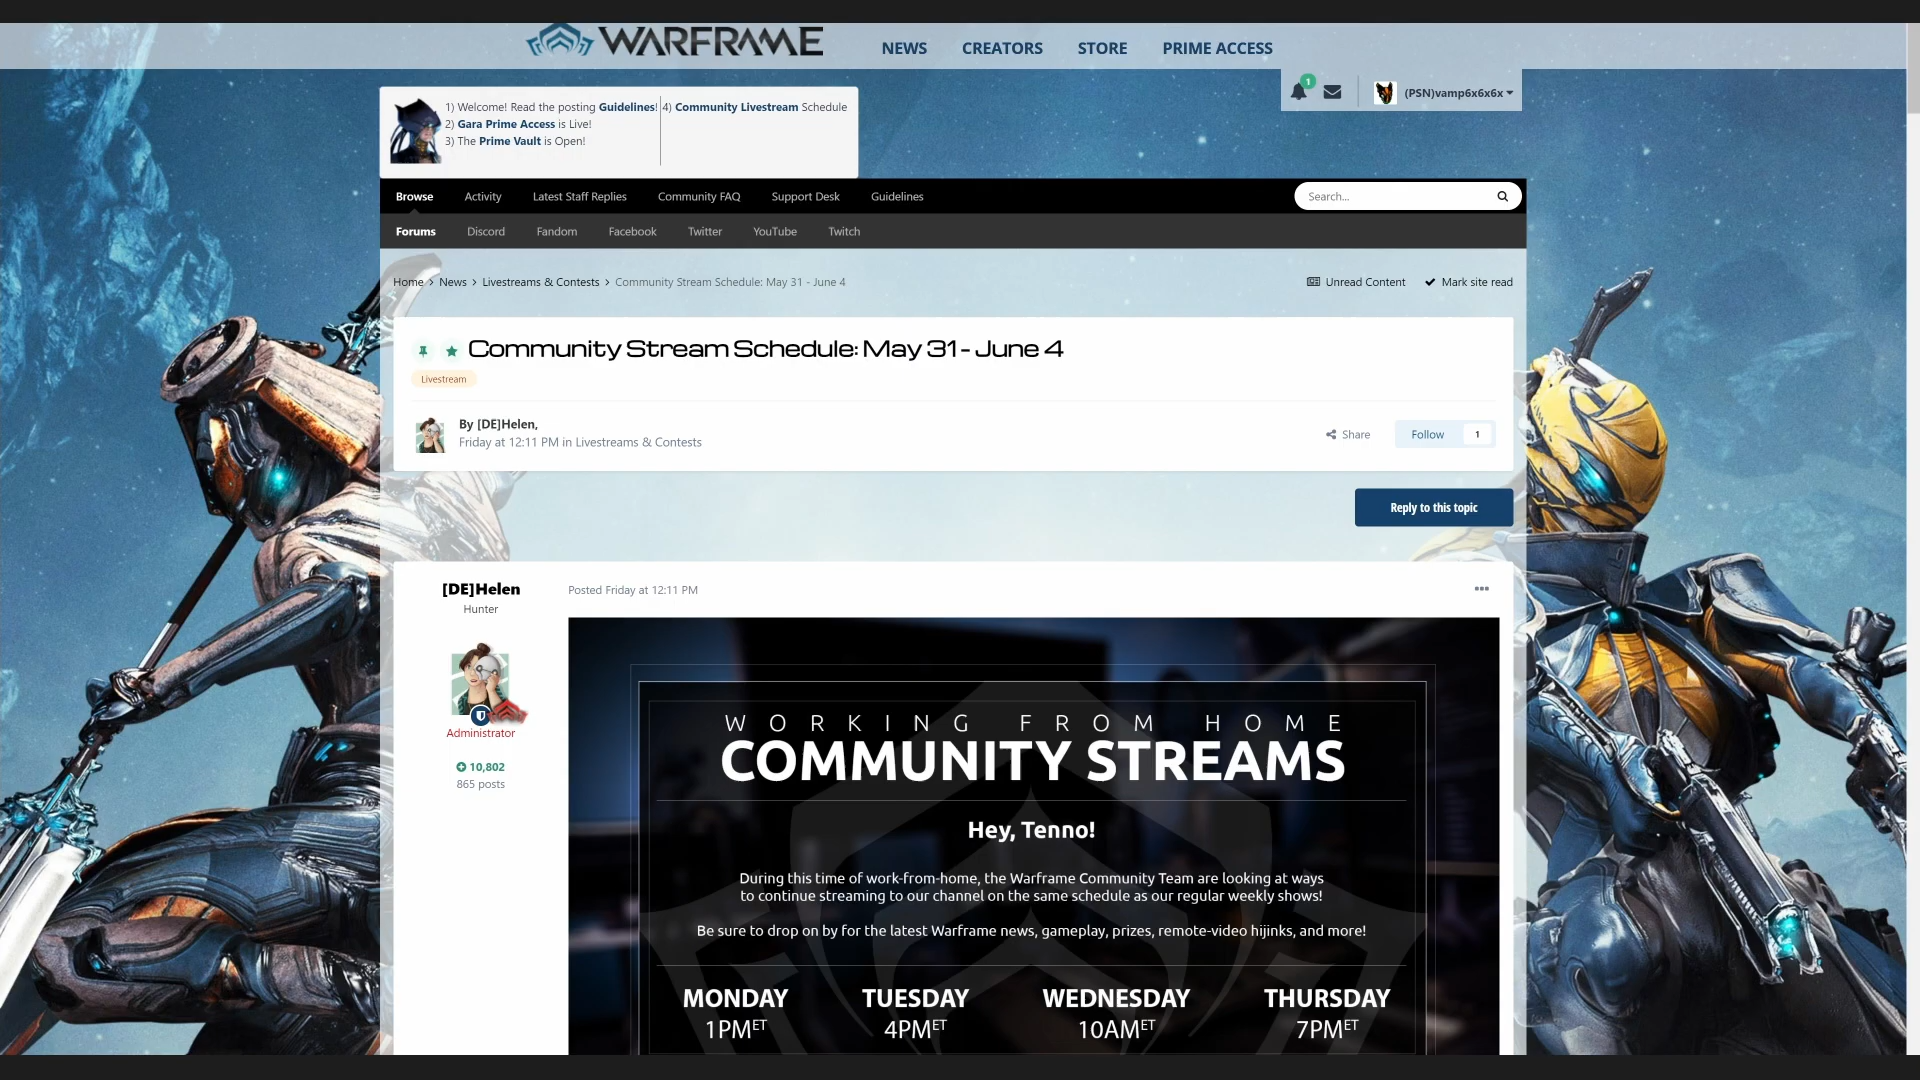 WARFRAME
NEWS CREATORS STORE PRIME ACCESS
1
(PSN)vamp6x6x6x
1) Welcome! Read the posting Guidelines!
2) Gara Prime Access is Live!
3) The Prime Vault is Open!
4) Community Livestream Schedule
Browse Activity Latest Staff Replies Community FAQ Support Desk Guidelines
Search...
Forums Discord Fandom Facebook Twitter YouTube Twitch
Home > News > Livestreams & Contests > Community Stream Schedule: May 31 - June 4
Unread Content Mark site read
Community Stream Schedule: May 31 - June 4
Livestream
By [DE]Helen,
Friday at 12:11 PM in Livestreams & Contests
Share Follow 1
Reply to this topic
[DE]Helen
Hunter
Administrator
10,802
865 posts
Posted Friday at 12:11 PM
WORKING FROM HOME
COMMUNITY STREAMS
Hey, Tenno!
During this time of work-from-home, the Warframe Community Team are looking at ways
to continue streaming to our channel on the same schedule as our regular weekly shows!
Be sure to drop on by for the latest Warframe news, gameplay, prizes, remote-video hijinks, and more!
MONDAY TUESDAY WEDNESDAY THURSDAY
1PM ET 4PM ET 10AM ET 7PM ET